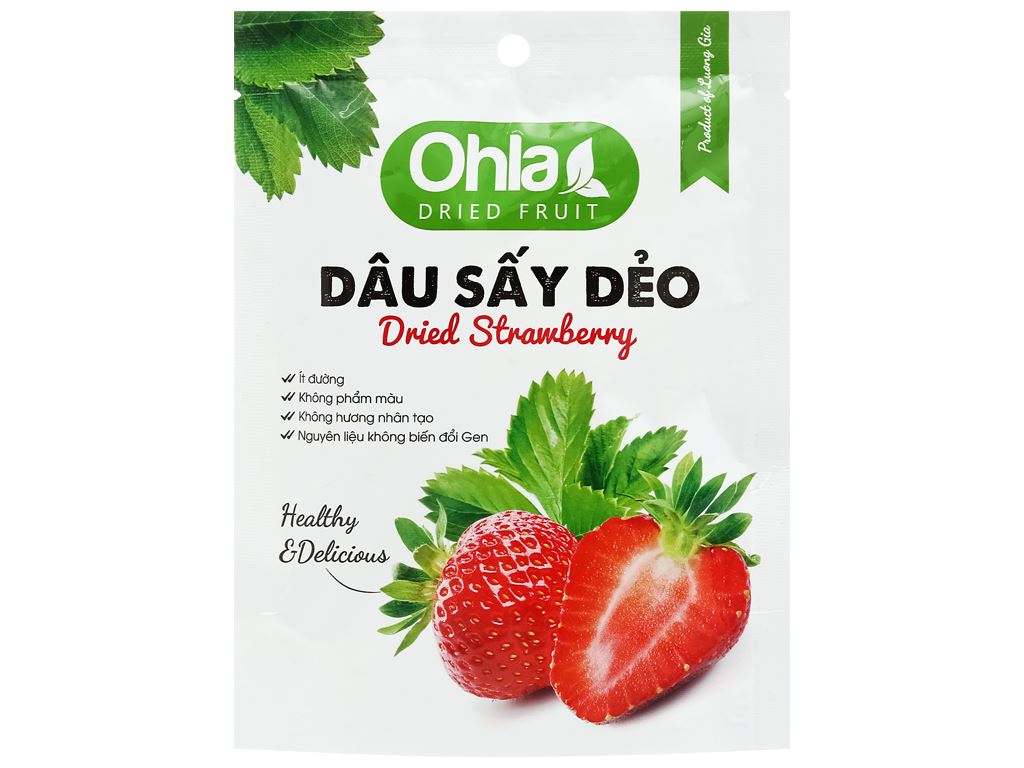 Product of Luong Gia
Ohla
DRIED FRUIT
DÂU SẤY DẺO
Dried Strawberry
Ít đường
Không phẩm màu
Không hương nhân tạo
Nguyên liệu không biến đổi Gen
Healthy
&Delicious